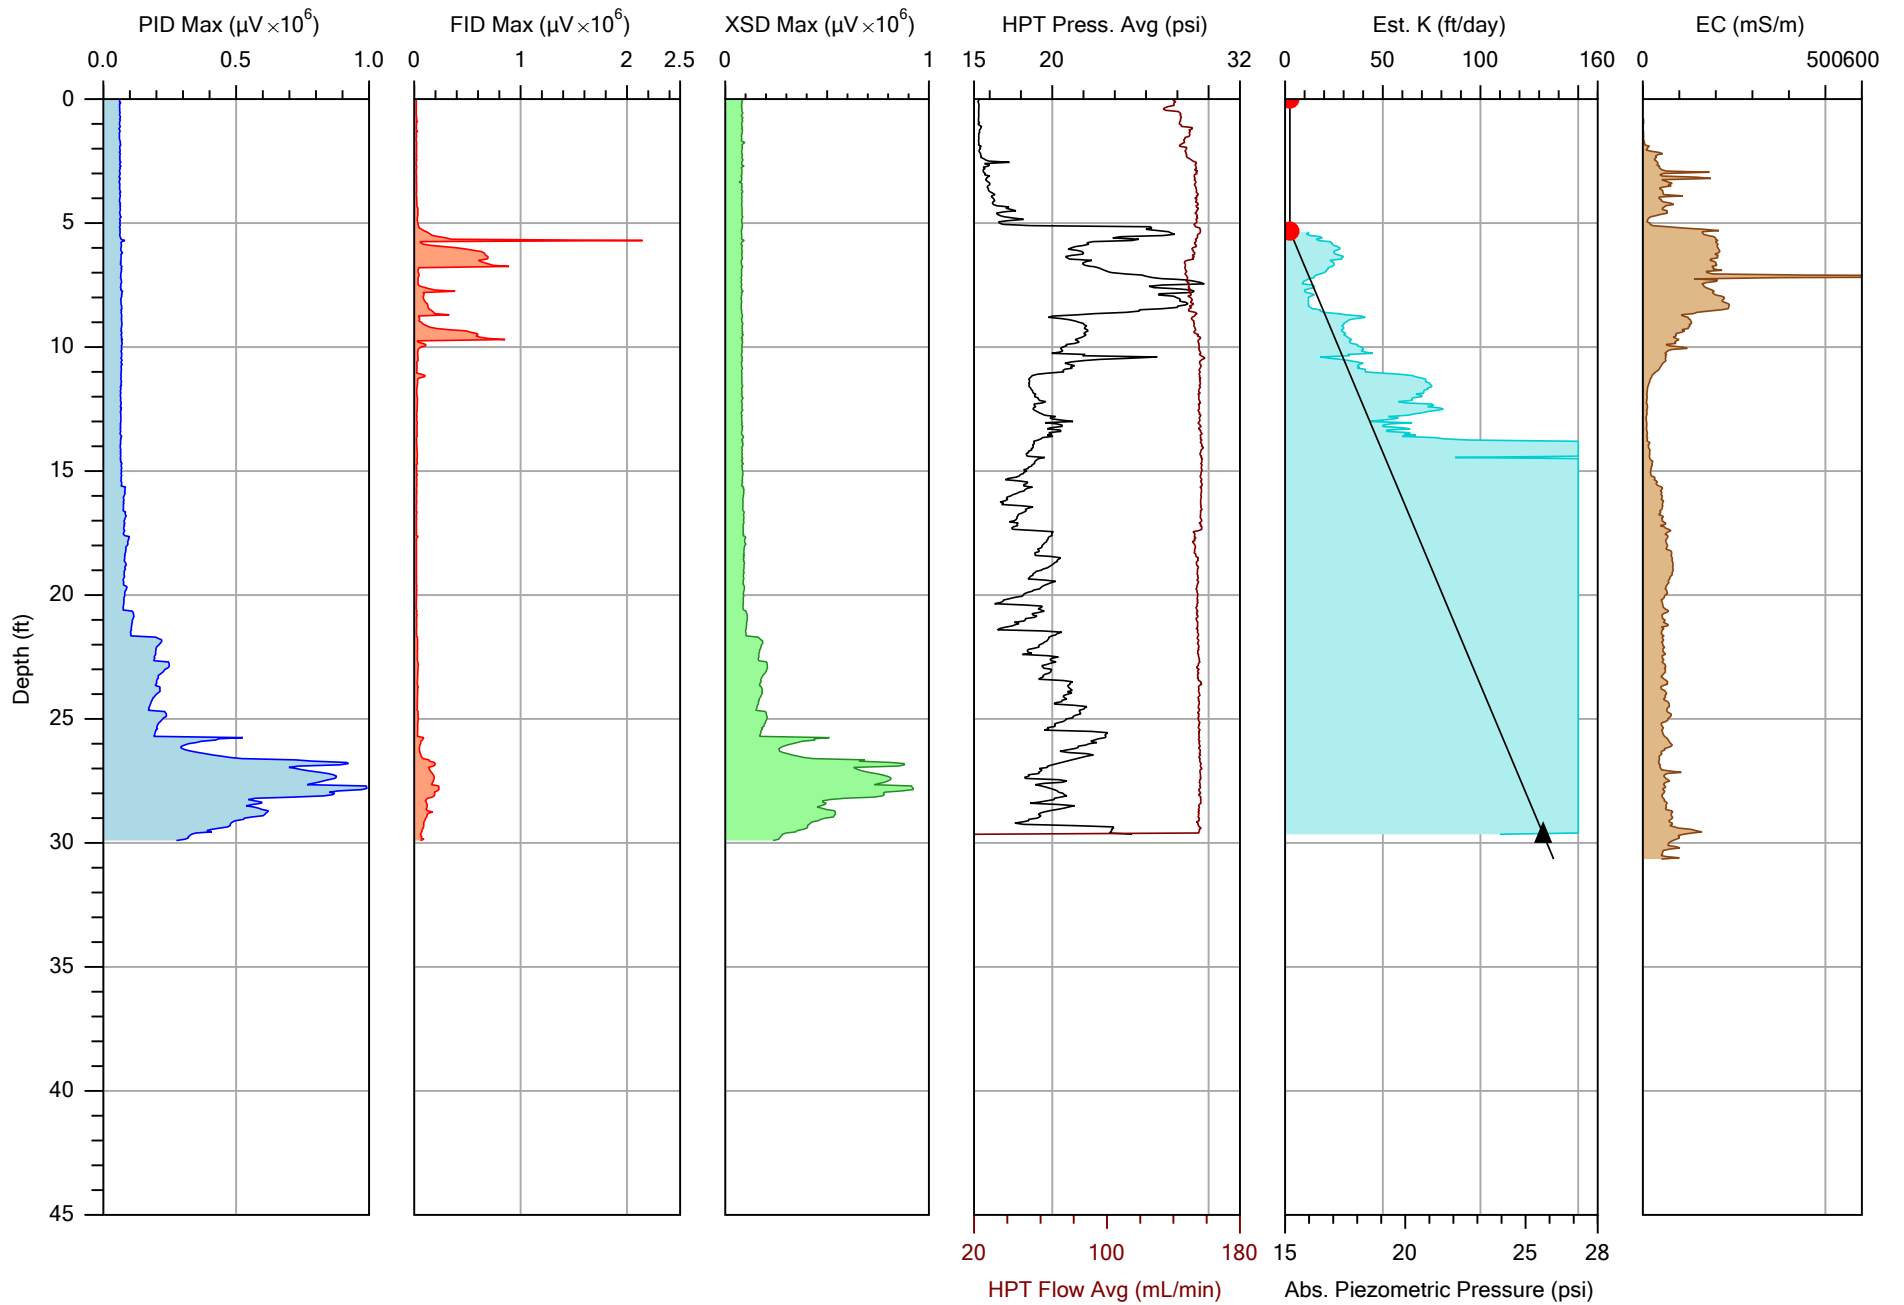 PID Max (µV ×10⁶) FID Max (µV ×10⁶) XSD Max (µV ×10⁶) HPT Press. Avg (psi) Est. K (ft/day) EC (mS/m)
0.0 0.5 1.0 0 1 2 2.5 0 1 15 20 32 0 50 100 160 0 500 600
0
5
10
15
20
25
30
35
40
45
Depth (ft)
20 100 180 15 20 25 28
HPT Flow Avg (mL/min) Abs. Piezometric Pressure (psi)